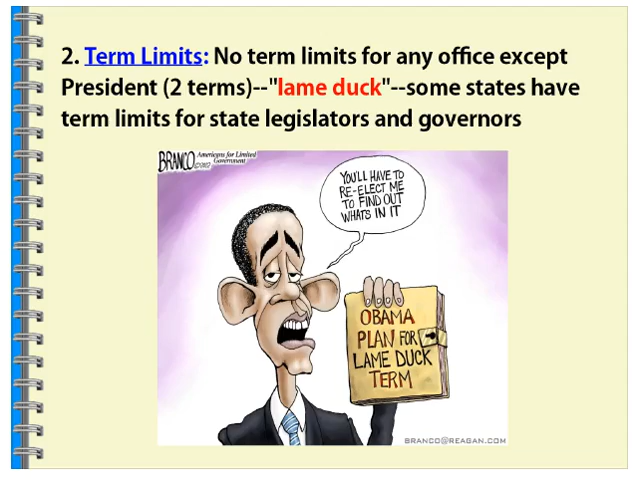 2. Term Limits: No term limits for any office except
President (2 terms)--"lame duck"--some states have
term limits for state legislators and governors
BRANCO.COM Americans for Limited
Government
YOU'LL HAVE TO
RE-ELECT ME
TO FIND OUT
WHATS IN IT
OBAMA
PLAN FOR
LAME DUCK
TERM
BRANCO@REAGAN.COM